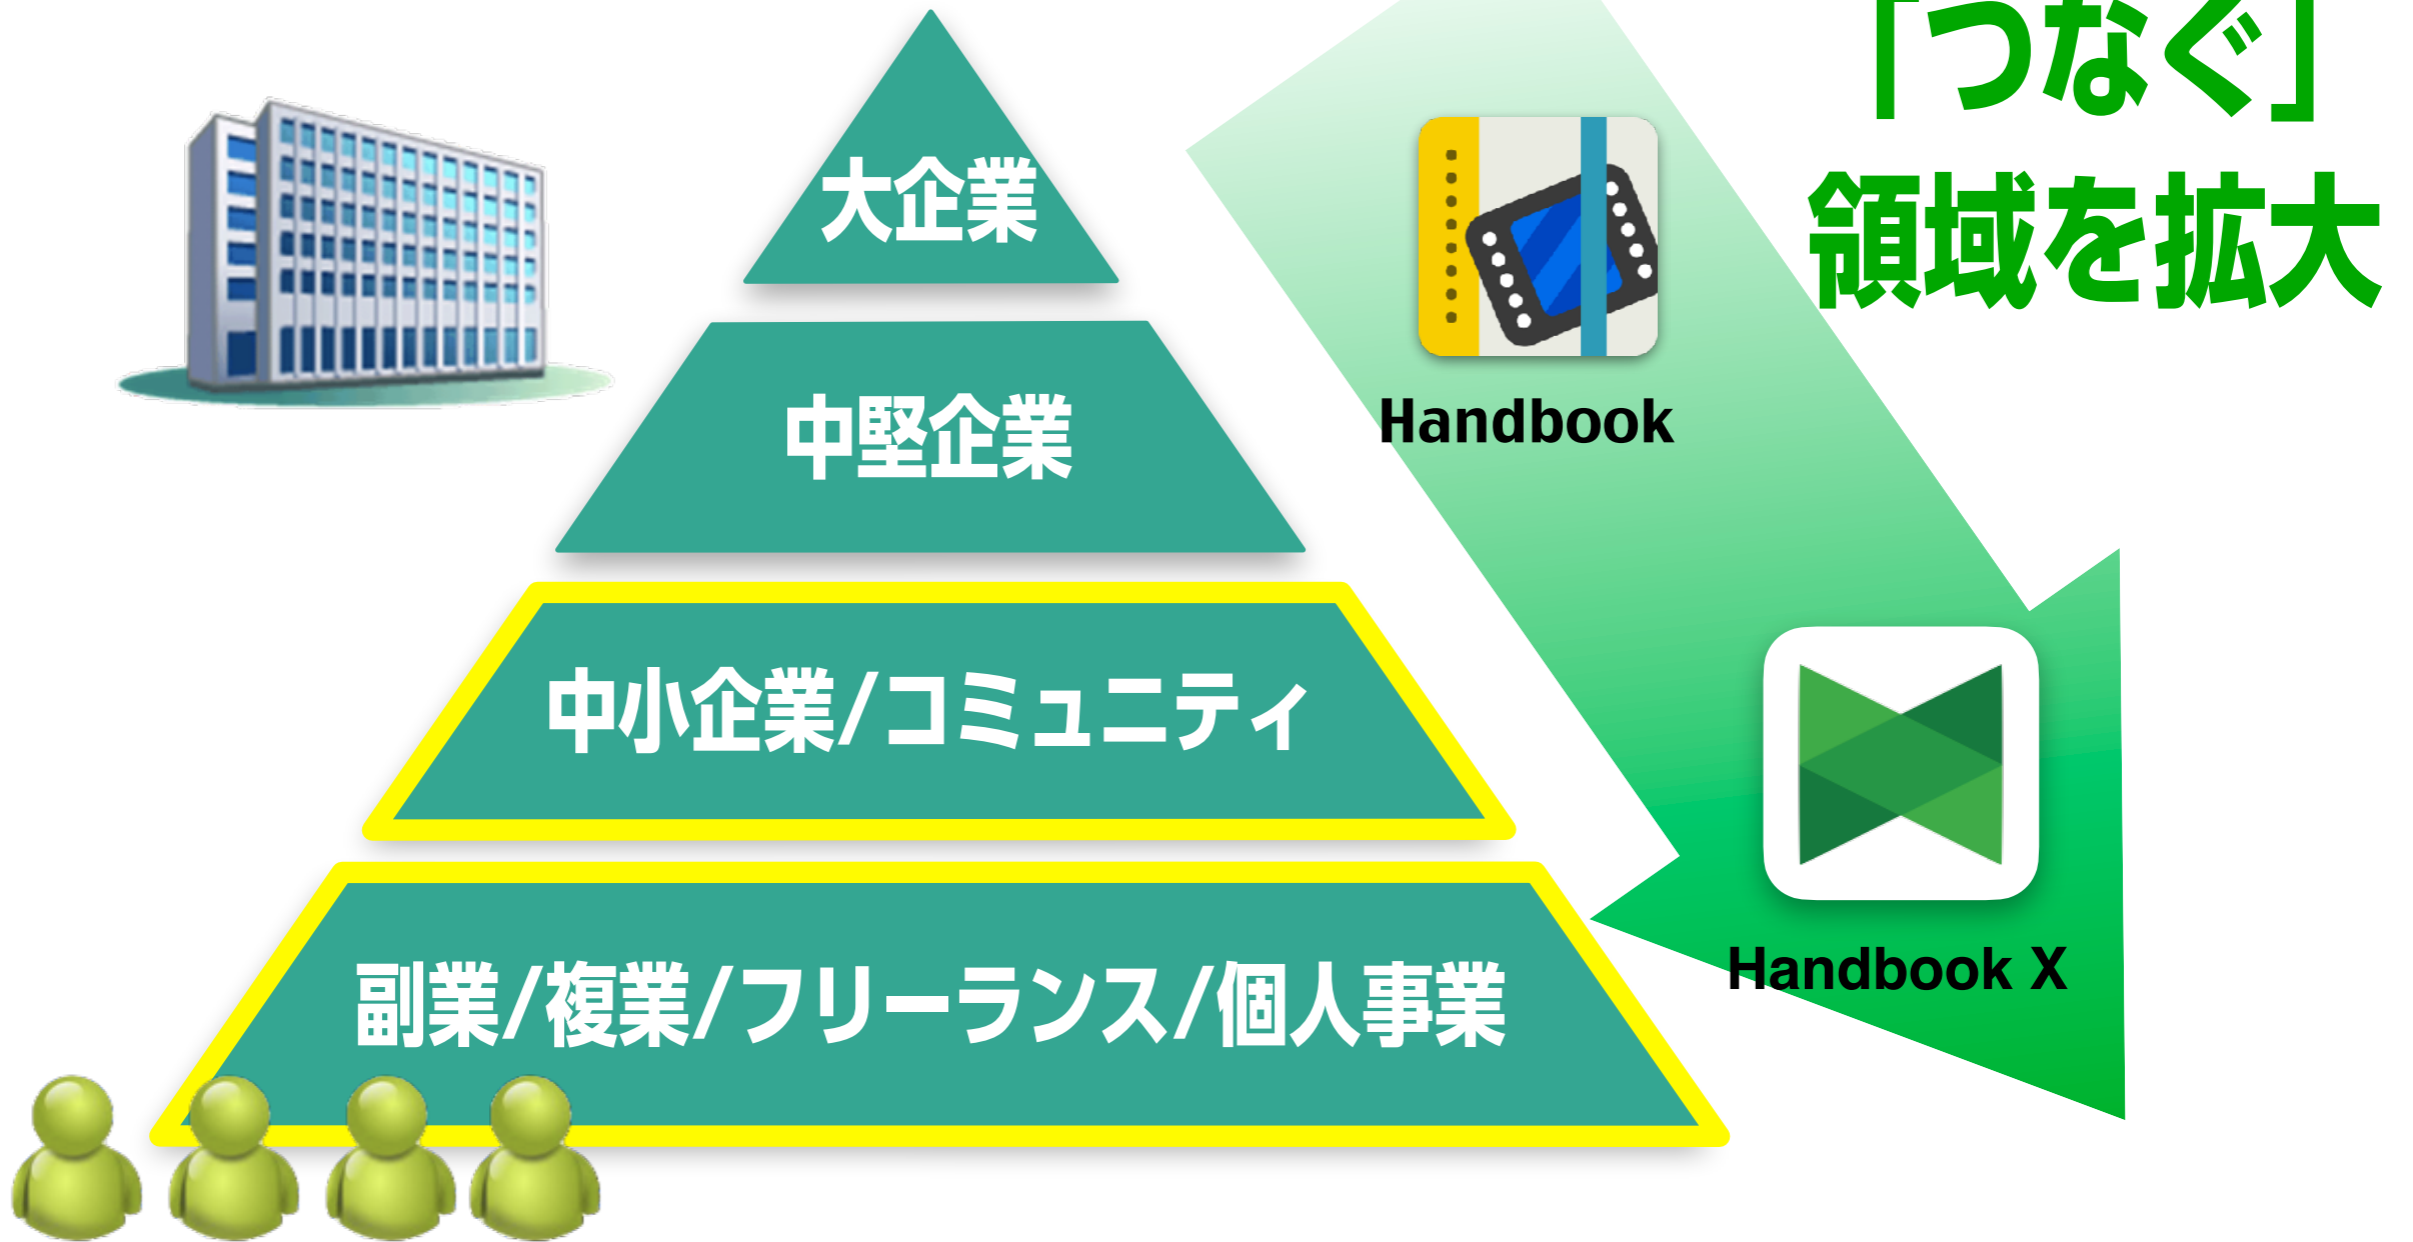 「つなぐ」
領域を拡大
大企業
中堅企業
中小企業/コミュニティ
副業/複業/フリーランス/個人事業
Handbook
Handbook X